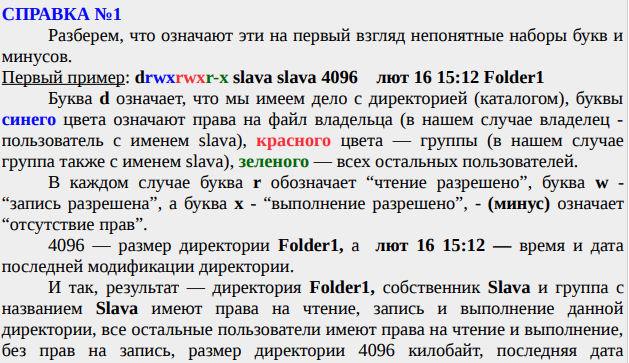 СПРАВКА №1
Разберем, что означают эти на первый взгляд непонятные наборы букв и
минусов.
Первый пример: drwxrwxr-x slava slava 4096 лют 16 15:12 Folder1
Буква d означает, что мы имеем дело с директорией (каталогом), буквы
синего цвета означают права на файл владельца (в нашем случае владелец -
пользователь с именем slava), красного цвета — группы (в нашем случае
группа также с именем slava), зеленого — всех остальных пользователей.
В каждом случае буква r обозначает “чтение разрешено”, буква w -
“запись разрешена”, а буква x - “выполнение разрешено”, - (минус) означает
“отсутствие прав”.
4096 — размер директории Folder1, а лют 16 15:12 — время и дата
последней модификации директории.
И так, результат — директория Folder1, собственник Slava и группа с
названием Slava имеют права на чтение, запись и выполнение данной
директории, все остальные пользователи имеют права на чтение и выполнение,
без прав на запись, размер директории 4096 килобайт, последняя дата